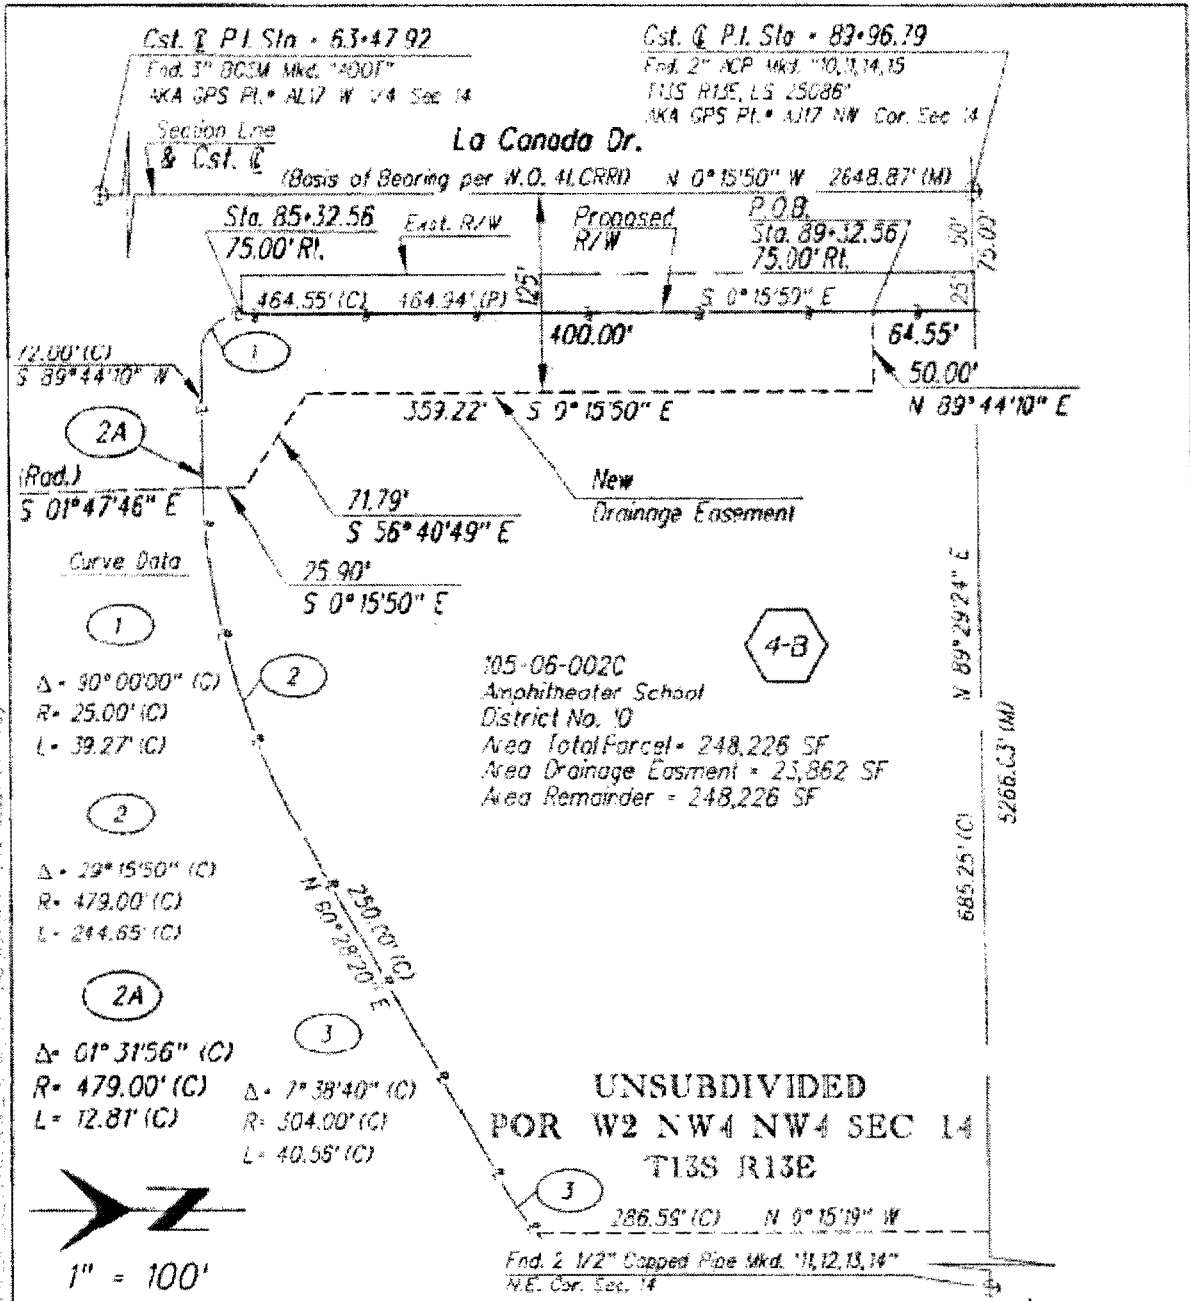 Cst. ℄ P.I. Sta • 63+47.92
Fnd. 3" BCSM Mkd.
AKA GPS Pt.• AL17 W 1/4 Sec 14
Cst. ℄ P.I. Sta • 89+96.79
Fnd. 2" ACP Mkd. "10,11,14,15
T13S R13E, LS 25086"
AKA GPS Pt.• AJ17 NW Cor. Sec 14
Section Line
& Cst. ℄
La Canada Dr.
(Basis of Bearing per W.O. 4LCRRI) N 0°15'50" W 2648.87' (M)
Sta. 85+32.56
75.00' Rt.
Exst. R/W
Proposed
R/W
P.O.B.
Sta. 89+32.56
75.00' Rt.
50'
75.00'
25'
125'
464.55' (C) 464.94' (P)
S 0°15'50" E
400.00'
64.55'
1
72.00' (C)
S 89°44'10" W
50.00'
N 89°44'10" E
359.22' S 0°15'50" E
2A
(Rad.)
S 01°47'46" E
71.79'
S 56°40'49" E
New
Drainage Easement
25.90'
S 0°15'50" E
Curve Data
1
Δ • 90°00'00" (C)
R• 25.00' (C)
L• 39.27' (C)
2
4-B
105-06-002C
Amphitheater School
District No. 10
Area Total Parcel• 248,226 SF
Area Drainage Easment = 23,862 SF
Area Remainder = 248,226 SF
N 89°29'24" E
5266.03' (M)
685.25' (C)
2
Δ • 29°15'50" (C)
R• 479.00' (C)
L• 244.65' (C)
250.00' (C)
N 60°28'20" E
2A
Δ• 01°31'56" (C)
R• 479.00' (C)
L= 12.81' (C)
3
Δ • 7°38'40" (C)
R= 304.00' (C)
L• 40.56' (C)
UNSUBDIVIDED
POR W2 NW4 NW4 SEC 14
T13S R13E
3
286.59' (C) N 0°15'19" W
Fnd. 2 1/2" Capped Pipe Mkd. "11,12,13,14"
N.E. Cor. Sec. 14
Z
1" = 100'